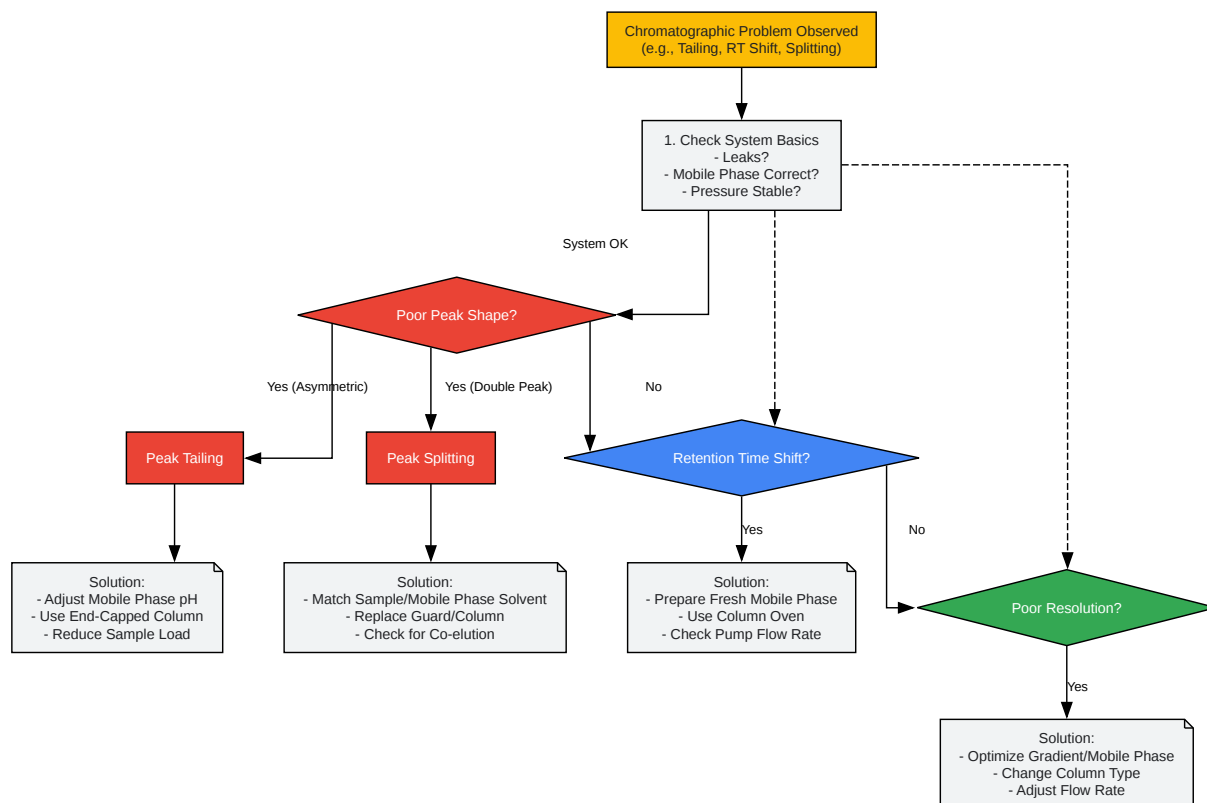 Chromatographic Problem Observed
(e.g., Tailing, RT Shift, Splitting)
1. Check System Basics
- Leaks?
- Mobile Phase Correct?
- Pressure Stable?
System OK
Poor Peak Shape?
Yes (Asymmetric)
Yes (Double Peak)
No
Peak Tailing
Peak Splitting
Retention Time Shift?
Yes
No
Solution:
- Adjust Mobile Phase pH
- Use End-Capped Column
- Reduce Sample Load
Solution:
- Match Sample/Mobile Phase Solvent
- Replace Guard/Column
- Check for Co-elution
Solution:
- Prepare Fresh Mobile Phase
- Use Column Oven
- Check Pump Flow Rate
Poor Resolution?
Yes
Solution:
- Optimize Gradient/Mobile Phase
- Change Column Type
- Adjust Flow Rate